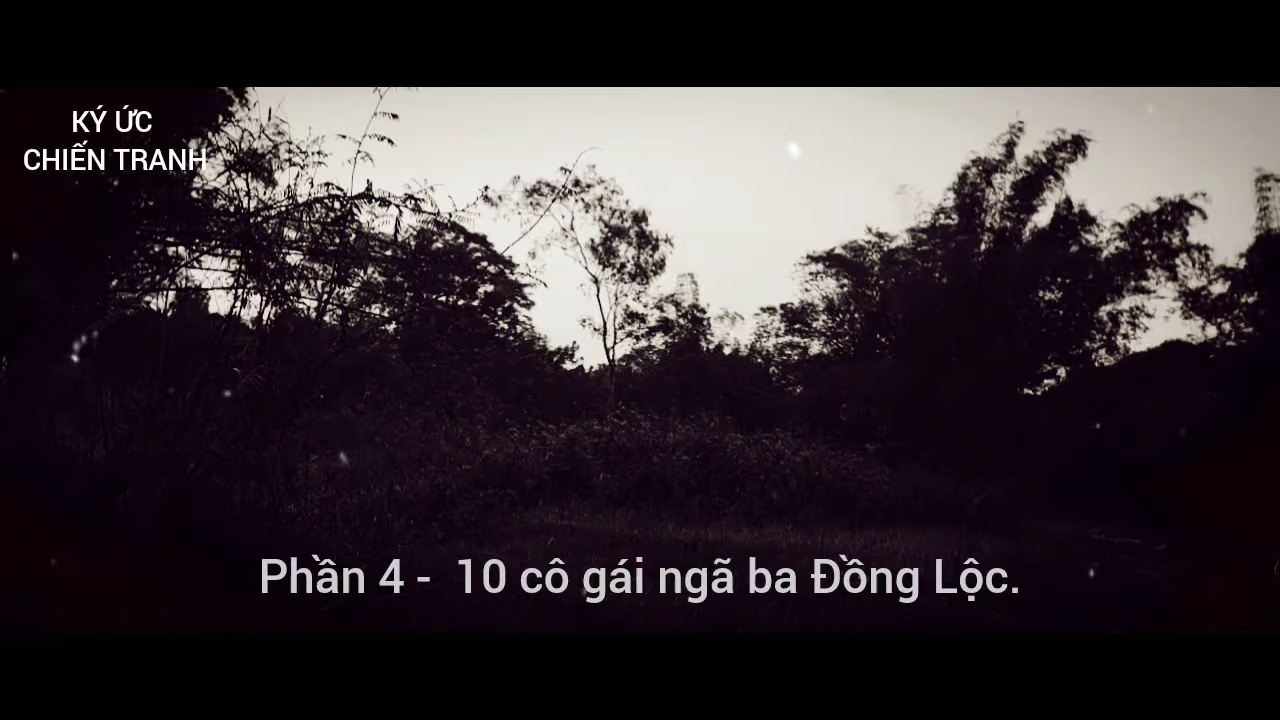 KÝ ỨC
CHIẾN TRANH
Phần 4 - 10 cô gái ngã ba Đồng Lộc.